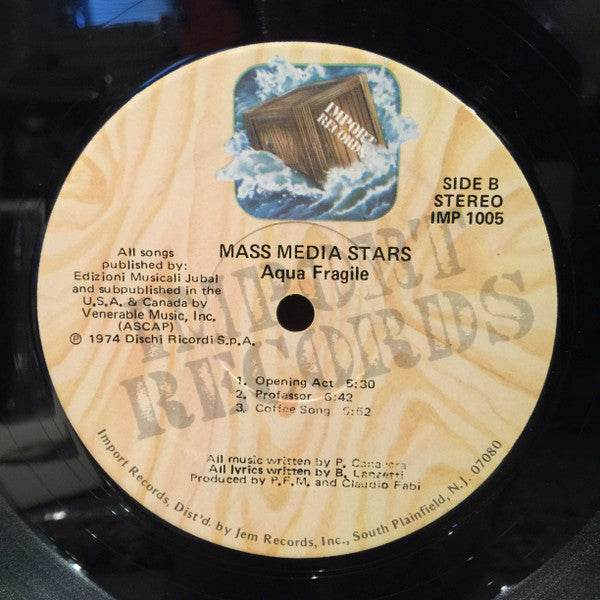 IMPORT
RECORDS
SIDE B
STEREO
IMP 1005
MASS MEDIA STARS
Aqua Fragile
All songs
published by:
Edizioni Musicali Jubal
and subpublished in the
U.S.A. & Canada by
Venerable Music, Inc.
(ASCAP)
℗ 1974 Dischi Ricordi S.p.A.
IMPORT
RECORDS
1. Opening Act 5:30
2. Professor 6:42
3. Coffee Song :52
All music written by P.
All lyrics written by B. Lanzetti
Produced by P.F.M. and Claudio Fabi
Import Records, Dist'd. by Jem Records, Inc., South Plainfield, N.J. 07080